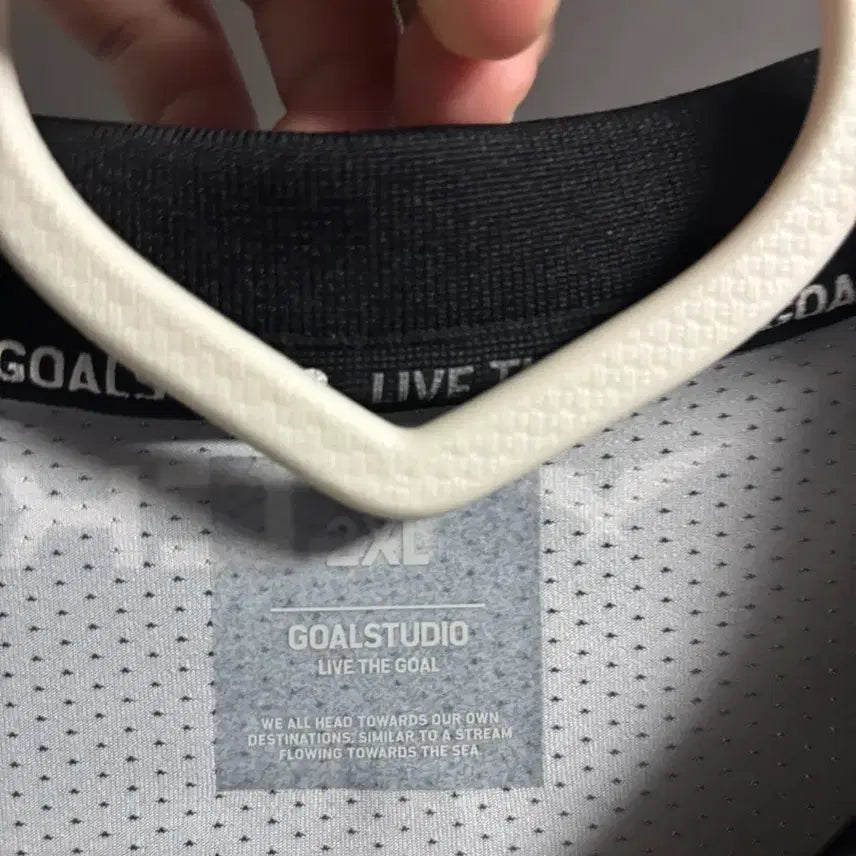 LIVE
GOA
2XL
GOALSTUDIO
LIVE THE GOAL
WE ALL HEAD TOWARDS OUR OWN
DESTINATIONS. SIMILAR TO A STREAM
FLOWING TOWARDS THE SEA.